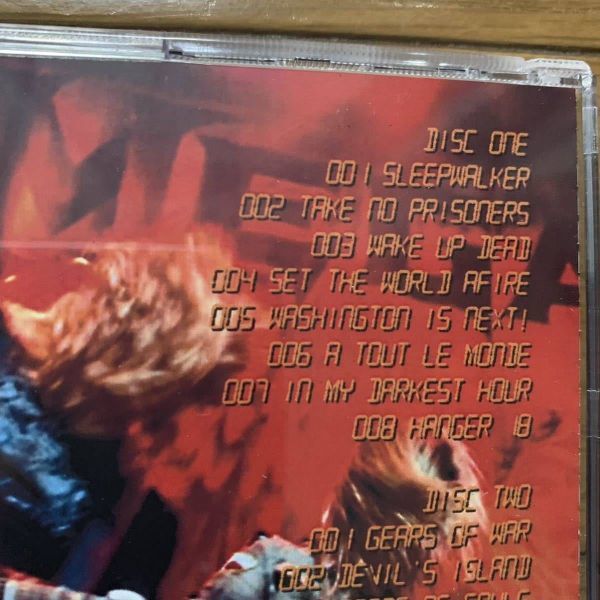 DISC ONE
001 SLEEPWALKER
002 TAKE NO PRISONERS
003 WAKE UP DEAD
004 SET THE WORLD AFIRE
005 WASHINGTON IS NEXT!
006 A TOUT LE MONDE
007 IN MY DARKEST HOUR
008 HANGER 18
DISC TWO
001 GEARS OF WAR
002 DEVIL'S ISLAND